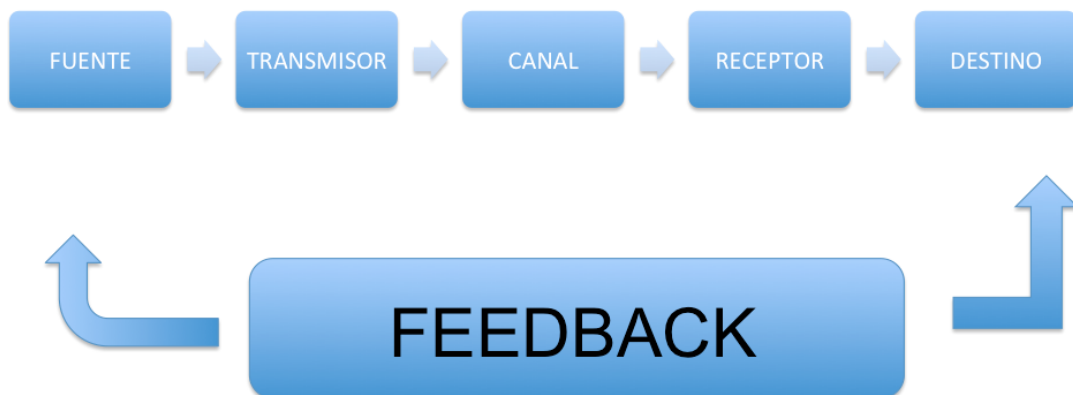 FUENTE
TRANSMISOR
CANAL
RECEPTOR
DESTINO
FEEDBACK